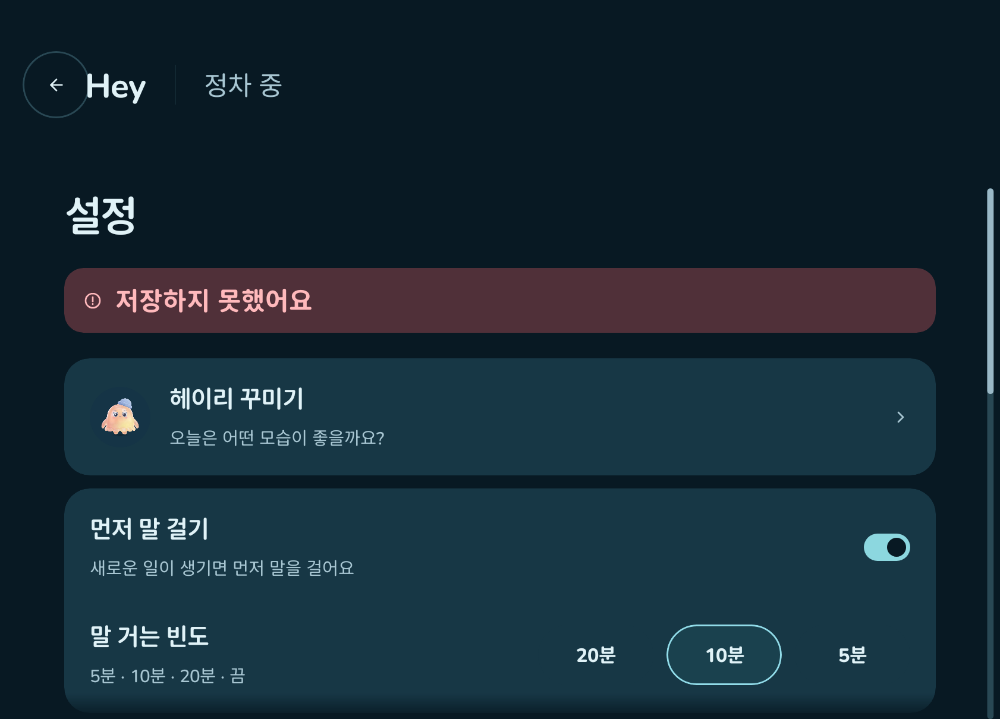 Hey
정차 중
설정
저장하지 못했어요
헤이리 꾸미기
오늘은 어떤 모습이 좋을까요?
먼저 말 걸기
새로운 일이 생기면 먼저 말을 걸어요
말 거는 빈도
5분 · 10분 · 20분 · 끔
20분
10분
5분